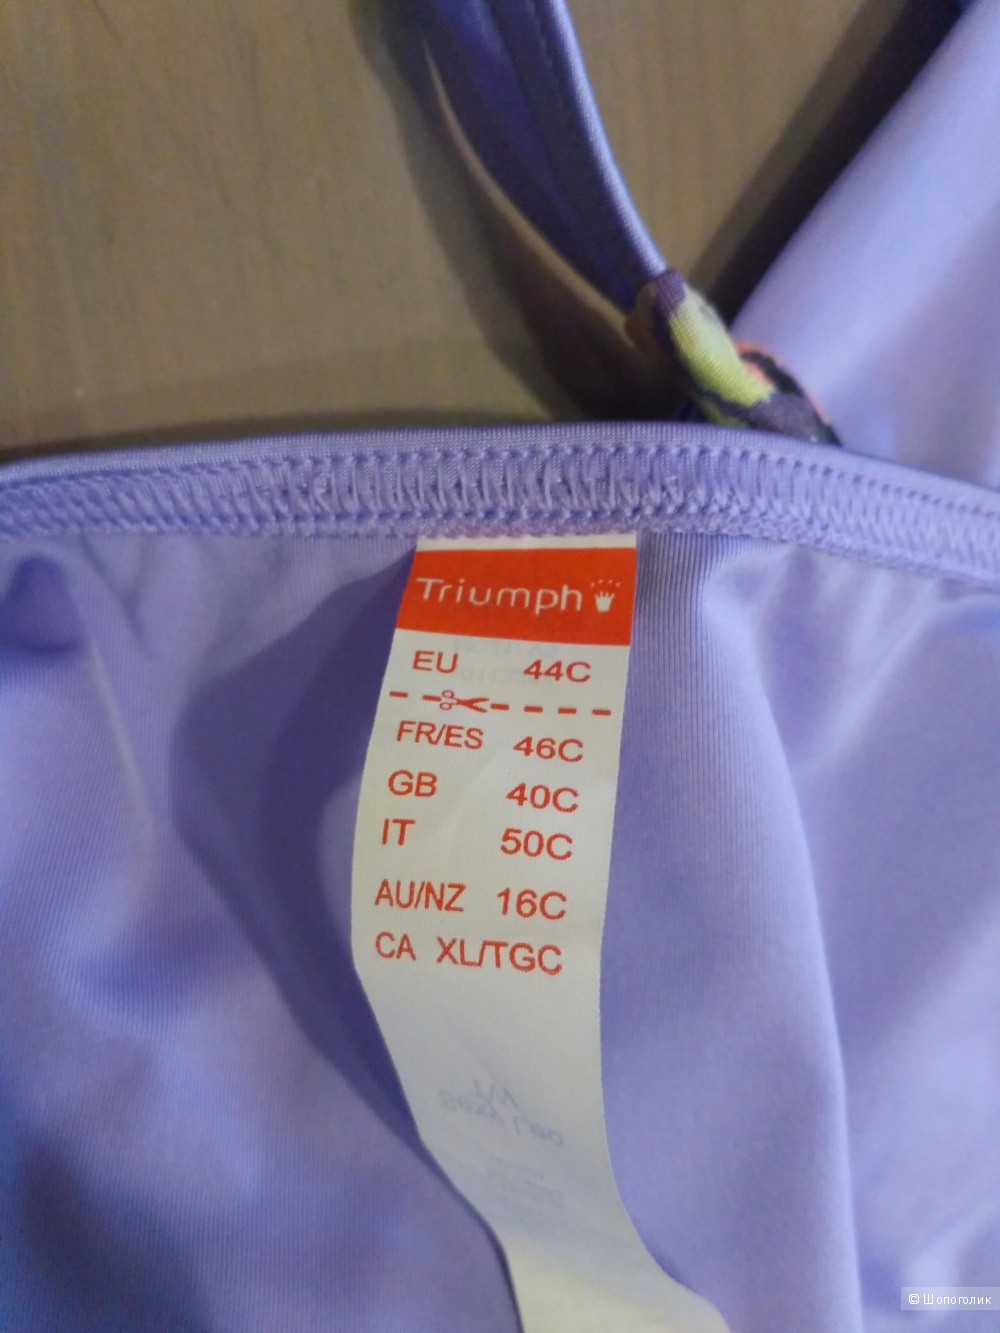 Triumph
EU 44C
FR/ES 46C
GB 40C
IT 50C
AU/NZ 16C
CA XL/TGC
© Шопоголик